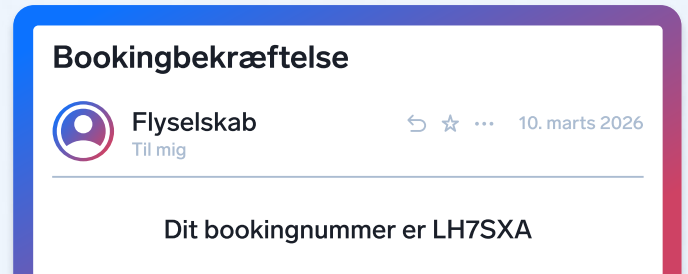 Bookingbekræftelse
Flyselskab
10. marts 2026
Til mig
Dit bookingnummer er LH7SXA